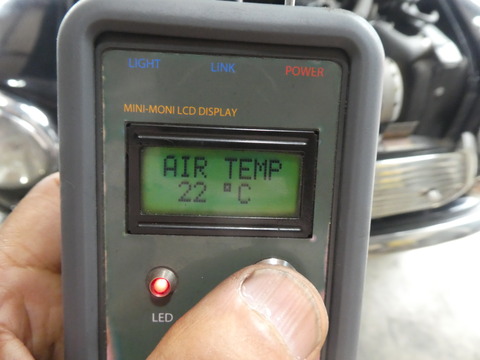 LIGHT LINK POWER
MINI-MONI LCD DISPLAY
AIR TEMP
22 °C
LED